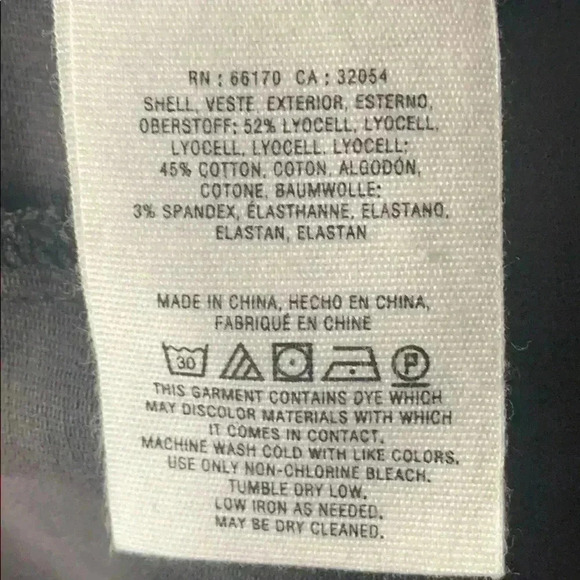 RN : 66170 CA : 32054
SHELL, VESTE, EXTERIOR, ESTERNO,
OBERSTOFF: 52% LYOCELL, LYOCELL,
LYOCELL, LYOCELL, LYOCELL;
45% COTTON, COTON, ALGODÓN,
COTONE, BAUMWOLLE;
3% SPANDEX, ÉLASTHANNE, ELASTANO,
ELASTAN, ELASTAN
MADE IN CHINA, HECHO EN CHINA,
FABRIQUÉ EN CHINE
30 P
THIS GARMENT CONTAINS DYE WHICH
MAY DISCOLOR MATERIALS WITH WHICH
IT COMES IN CONTACT.
MACHINE WASH COLD WITH LIKE COLORS.
USE ONLY NON-CHLORINE BLEACH.
TUMBLE DRY LOW.
LOW IRON AS NEEDED.
MAY BE DRY CLEANED.